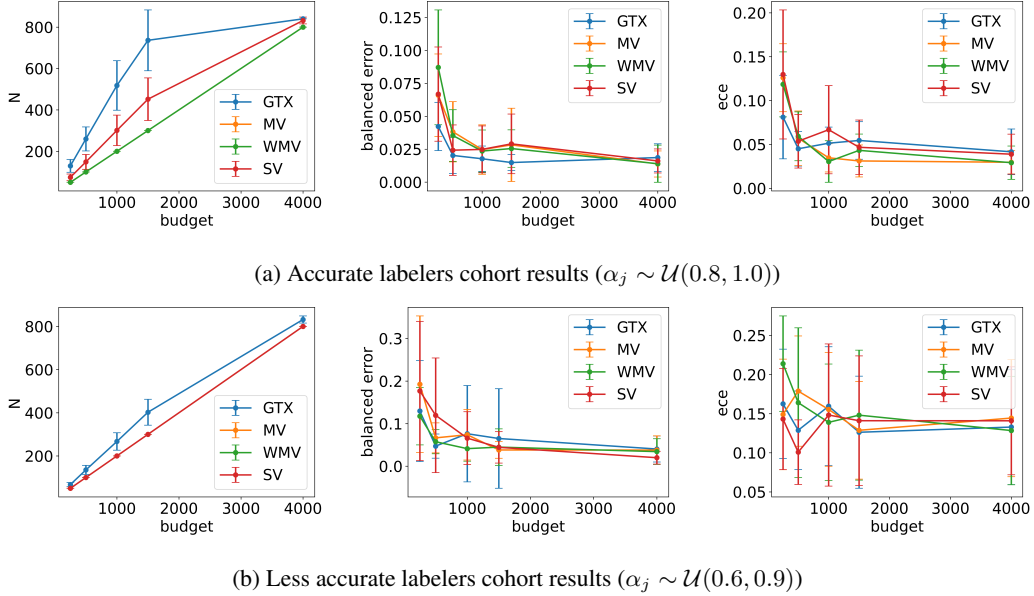 800
600
400
200
N
1000
2000
3000
4000
budget
GTX
MV
WMV
SV
0.125
0.100
0.075
0.050
0.025
0.000
balanced error
1000
2000
3000
4000
budget
GTX
MV
WMV
SV
0.20
0.15
0.10
0.05
0.00
ece
1000
2000
3000
4000
budget
GTX
MV
WMV
SV
(a) Accurate labelers cohort results (αⱼ ∼ 𝒰(0.8, 1.0))
800
600
400
200
N
1000
2000
3000
4000
budget
GTX
MV
WMV
SV
0.3
0.2
0.1
0.0
balanced error
1000
2000
3000
4000
budget
GTX
MV
WMV
SV
0.25
0.20
0.15
0.10
0.05
ece
1000
2000
3000
4000
budget
GTX
MV
WMV
SV
(b) Less accurate labelers cohort results (αⱼ ∼ 𝒰(0.6, 0.9))